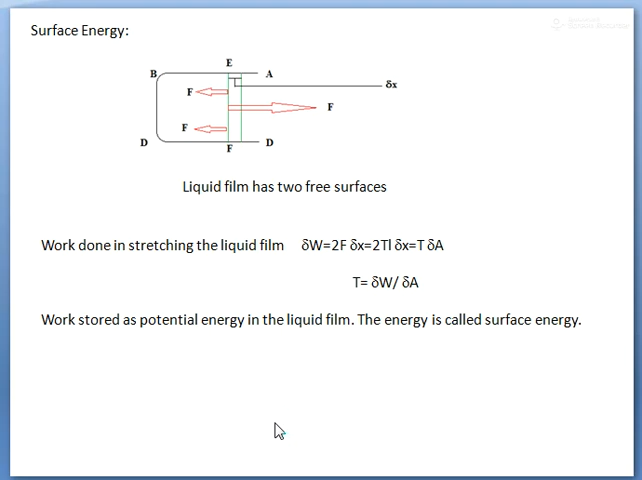 Surface Energy:
E
B
A
δx
F
F
F
D
D
F
Liquid film has two free surfaces
Work done in stretching the liquid film δW=2F δx=2Tl δx=T δA
T= δW/ δA
Work stored as potential energy in the liquid film. The energy is called surface energy.